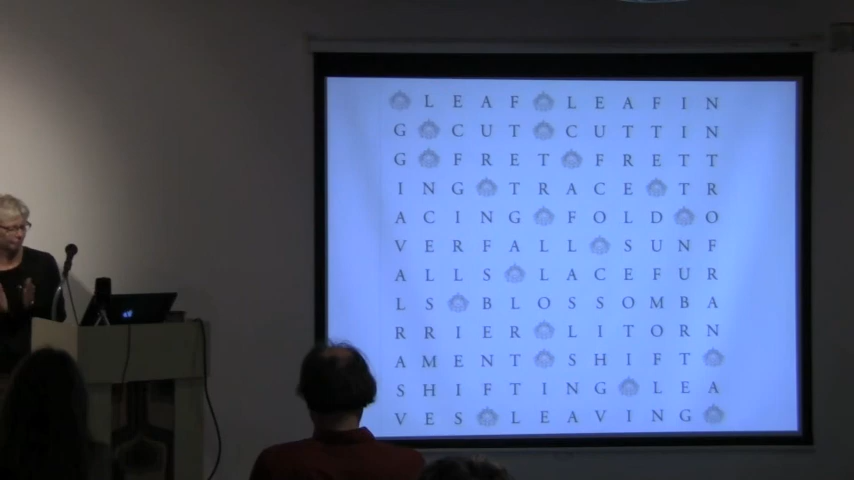 L E A F L E A F I N
G C U T C U T T I N
G F R E T F R E T T
I N G T R A C E T R
A C I N G F O L D O
V E R F A L L S U N F
A L L S L A C E F U R
L S B L O S S O M B A
R R I E R L I T O R N
A M E N T S H I F T
S H I F T I N G L E A
V E S L E A V I N G